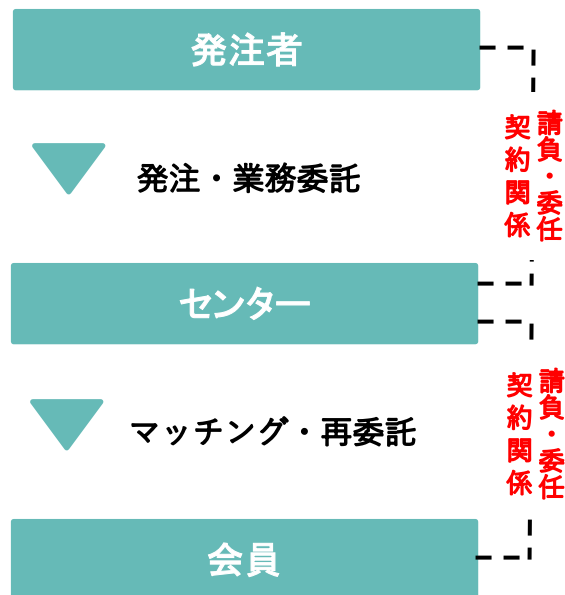 発注者
発注・業務委託
請負・委任
契約関係
センター
マッチング・再委託
請負・委任
契約関係
会員